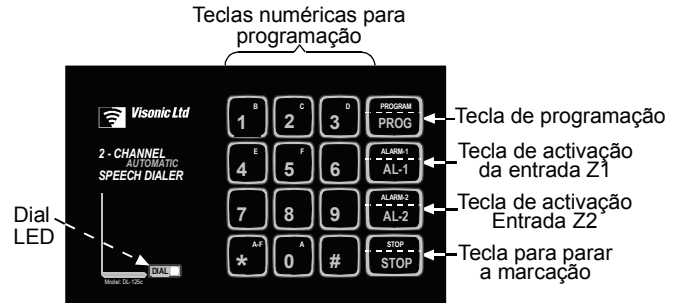 Teclas numéricas para
programação
Visonic Ltd
2 - CHANNEL
AUTOMATIC
SPEECH DIALER
Dial
LED
DIAL
Model: DL-125c
1 B
2 C
3 D
PROGRAM
PROG
4 E
5 F
6
ALARM-1
AL-1
7
8
9
ALARM-2
AL-2
* A-F
0 A
#
STOP
STOP
Tecla de programação
Tecla de activação
da entrada Z1
Tecla de activação
Entrada Z2
Tecla para parar
a marcação